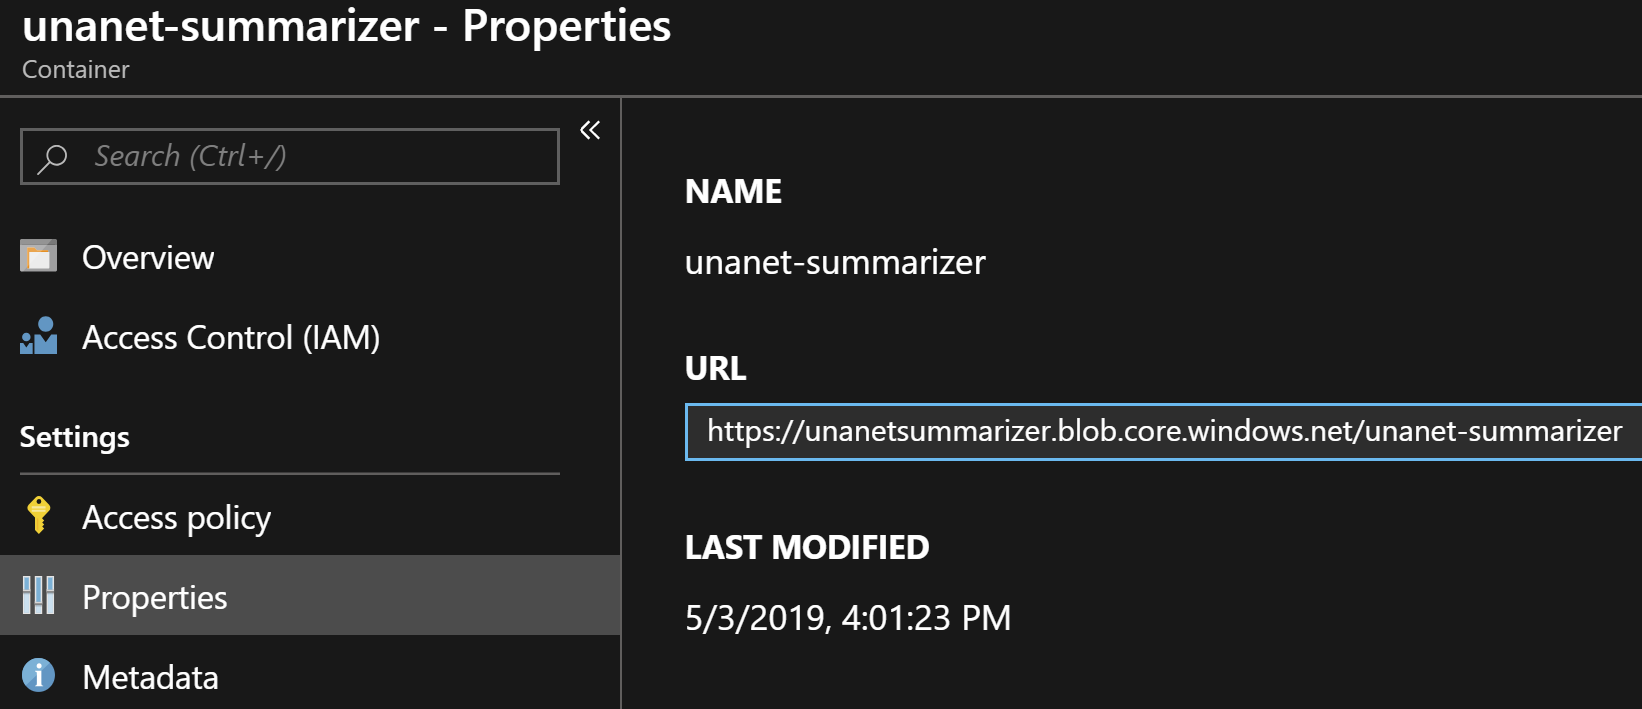 unanet-summarizer - Properties
Container
Search (Ctrl+/)
Overview
Access Control (IAM)
Settings
Access policy
Properties
Metadata
NAME
unanet-summarizer
URL
https://unanetsummarizer.blob.core.windows.net/unanet-summarizer
LAST MODIFIED
5/3/2019, 4:01:23 PM